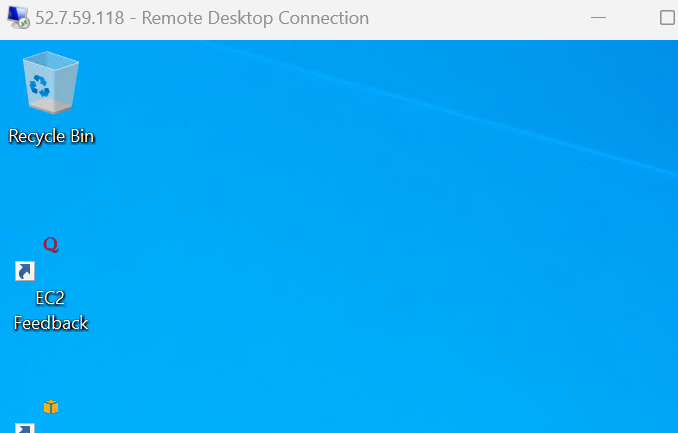 52.7.59.118 - Remote Desktop Connection
Recycle Bin
Q
EC2
Feedback